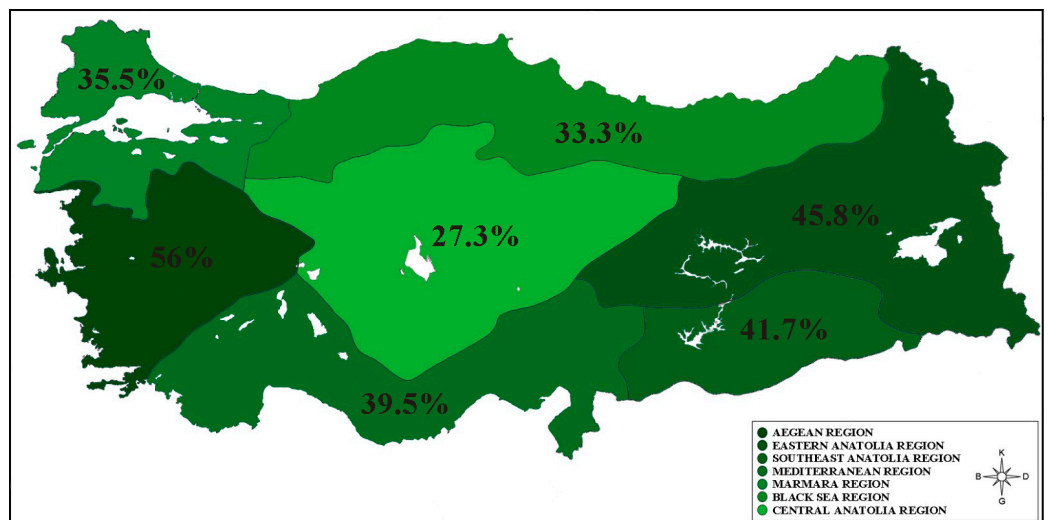 35.5%
33.3%
45.8%
27.3%
56%
41.7%
39.5%
AEGEAN REGION
EASTERN ANATOLIA REGION
SOUTHEAST ANATOLIA REGION
MEDITERRANEAN REGION
MARMARA REGION
BLACK SEA REGION
CENTRAL ANATOLIA REGION
K
B D
G